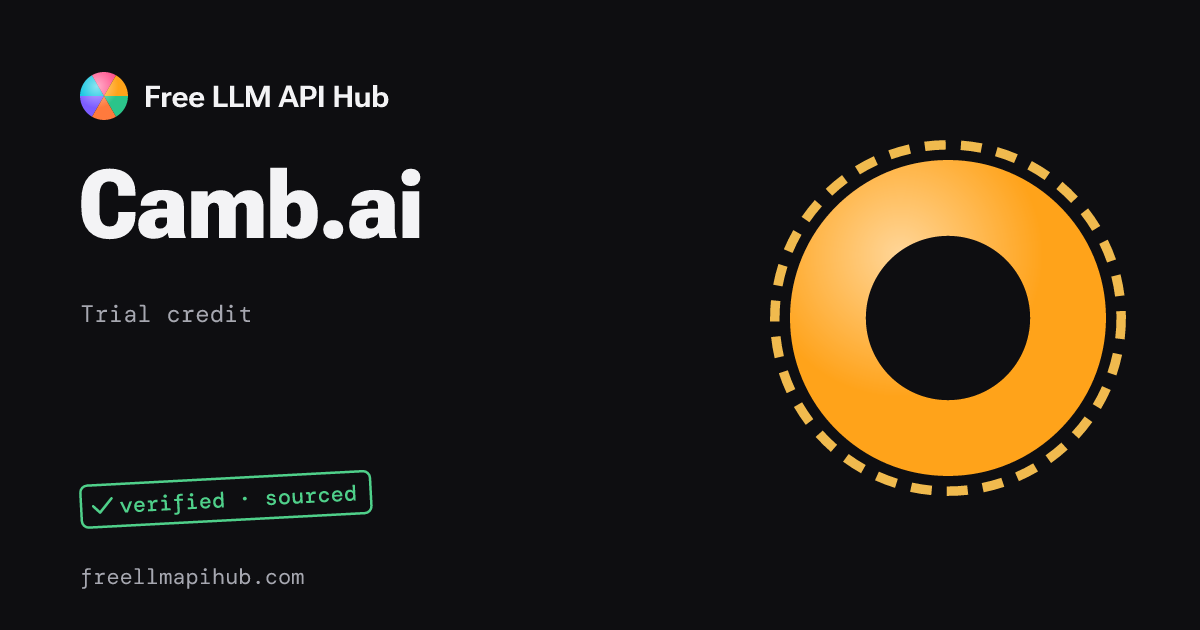 Free LLM API Hub
Camb.ai
Trial credit
verified · sourced
freellmapihub.com